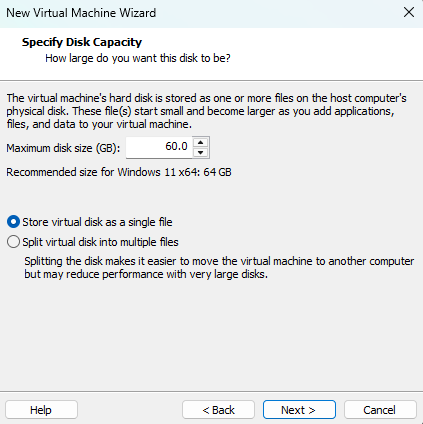 New Virtual Machine Wizard
Specify Disk Capacity
How large do you want this disk to be?
The virtual machine's hard disk is stored as one or more files on the host computer's
physical disk. These file(s) start small and become larger as you add applications,
files, and data to your virtual machine.
Maximum disk size (GB): 60.0
Recommended size for Windows 11 x64: 64 GB
Store virtual disk as a single file
Split virtual disk into multiple files
Splitting the disk makes it easier to move the virtual machine to another computer
but may reduce performance with very large disks.
Help < Back Next > Cancel